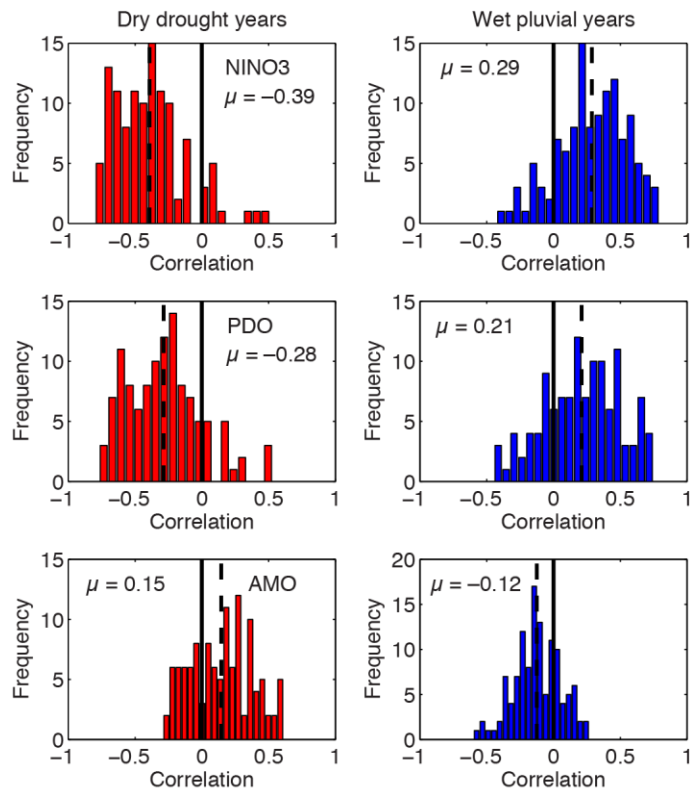 Dry drought years
Wet pluvial years
15
10
5
0
Frequency
NINO3
μ = –0.39
–1
–0.5
0
0.5
1
Correlation
15
10
5
0
Frequency
μ = 0.29
–1
–0.5
0
0.5
1
Correlation
15
10
5
0
Frequency
PDO
μ = –0.28
–1
–0.5
0
0.5
1
Correlation
15
10
5
0
Frequency
μ = 0.21
–1
–0.5
0
0.5
1
Correlation
15
10
5
0
Frequency
μ = 0.15
AMO
–1
–0.5
0
0.5
1
Correlation
20
15
10
5
0
Frequency
μ = –0.12
–1
–0.5
0
0.5
1
Correlation